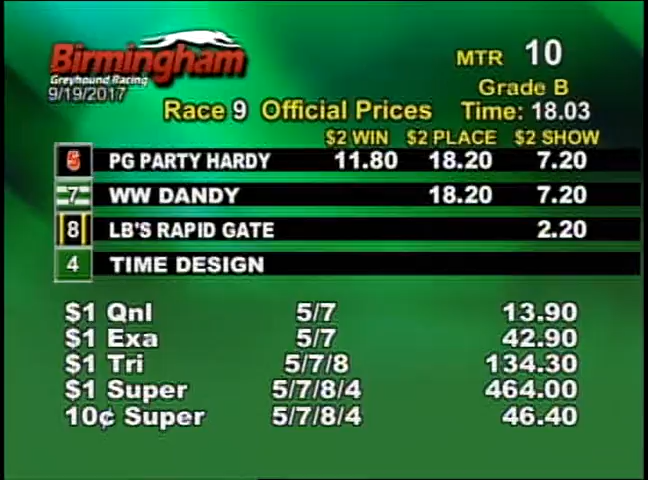 Birmingham
Greyhound Racing
9/19/2017
MTR 10
Grade B
Race 9 Official Prices Time: 18.03
$2 WIN $2 PLACE $2 SHOW
5 PG PARTY HARDY 11.80 18.20 7.20
7 WW DANDY 18.20 7.20
8 LB'S RAPID GATE 2.20
4 TIME DESIGN
$1 Qnl 5/7 13.90
$1 Exa 5/7 42.90
$1 Tri 5/7/8 134.30
$1 Super 5/7/8/4 464.00
10¢ Super 5/7/8/4 46.40